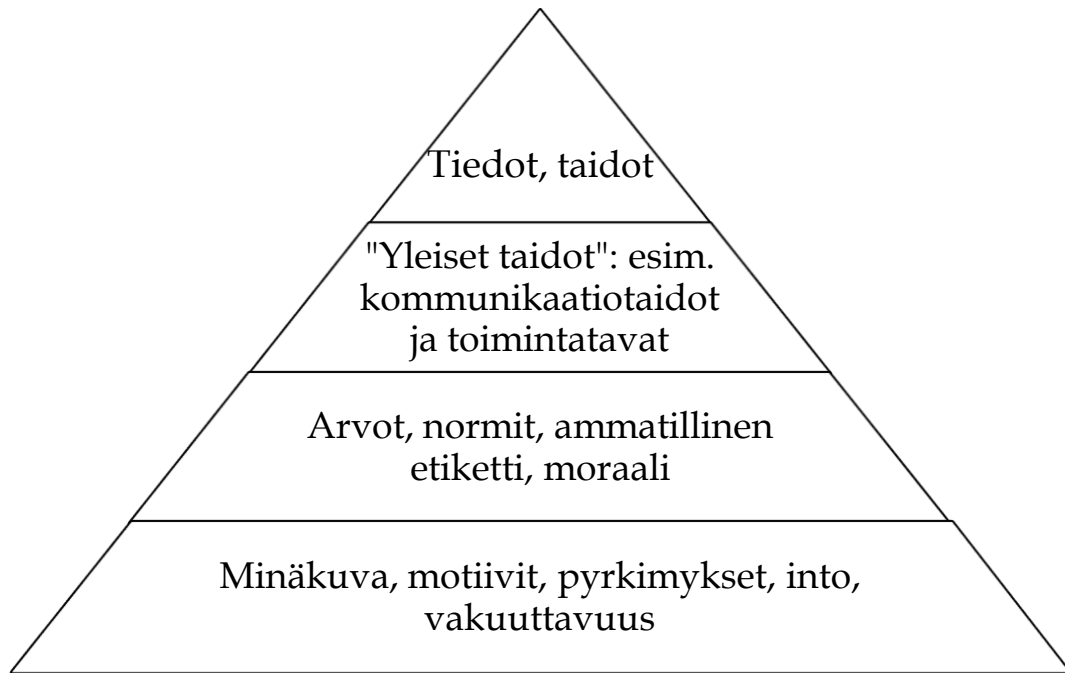 Tiedot, taidot
"Yleiset taidot": esim.
kommunikaatiotaidot
ja toimintatavat
Arvot, normit, ammatillinen
etiketti, moraali
Minäkuva, motiivit, pyrkimykset, into,
vakuuttavuus